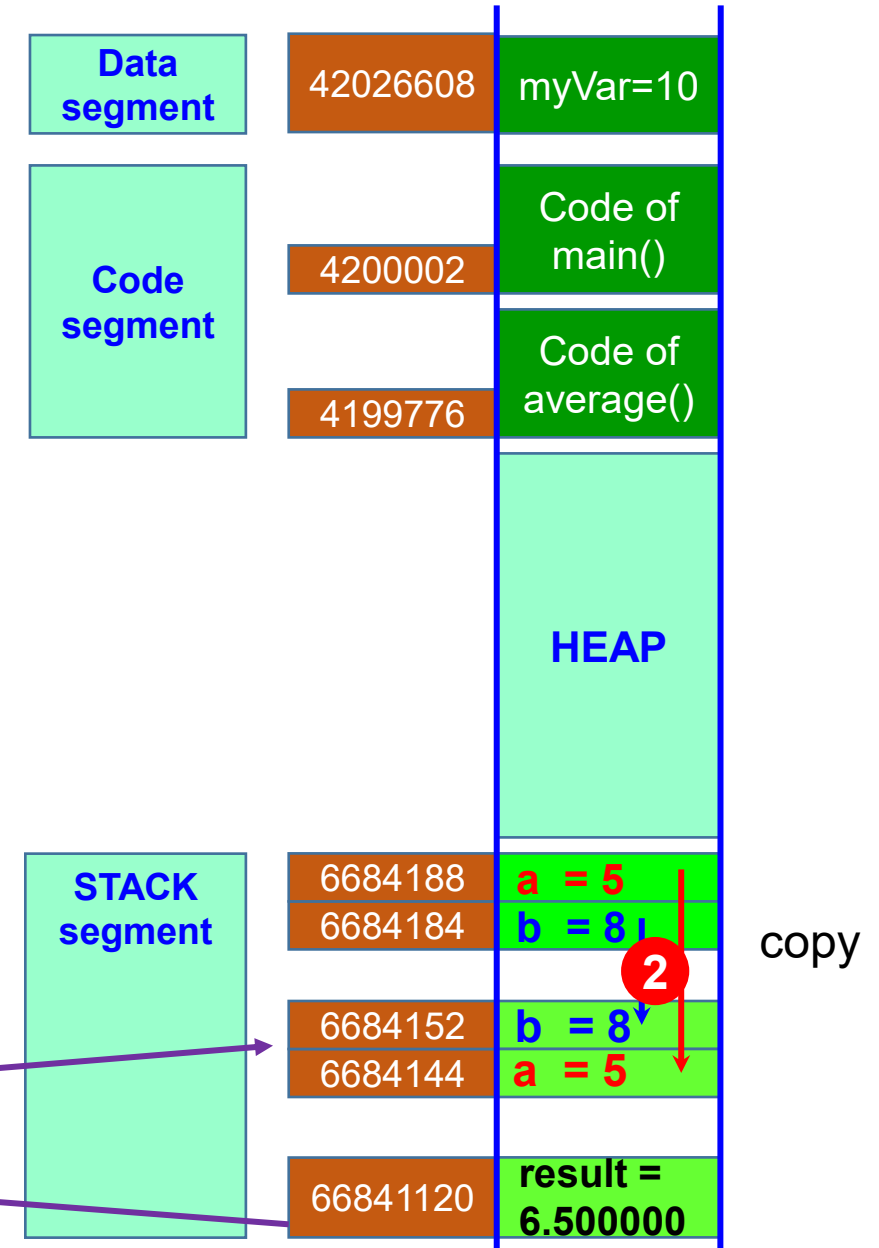 Data
segment
42026608
myVar=10
Code
segment
Code of
main()
4200002
Code of
average()
4199776
HEAP
STACK
segment
6684188
a = 5
6684184
b = 8
2
copy
6684152
b = 8
6684144
a = 5
66841120
result =
6.500000